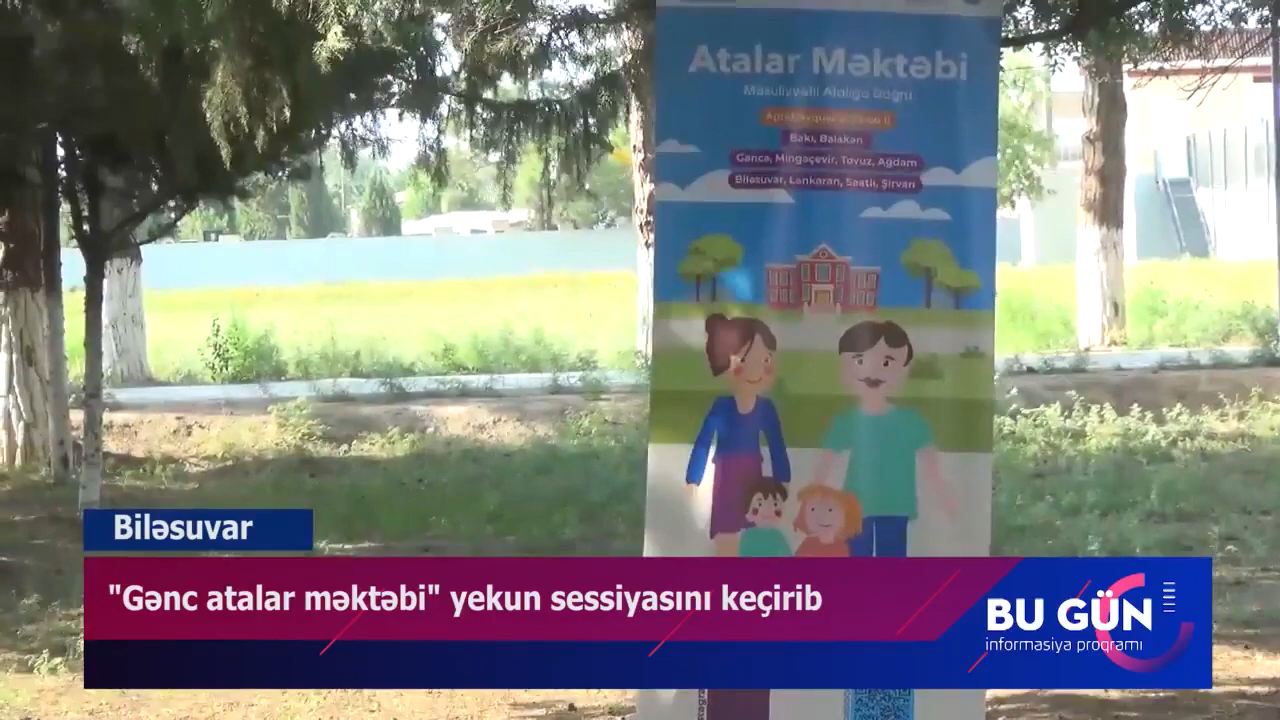 Atalar Məktəbi
Məsuliyyətli Atalığa Doğru
Bakı, Balakən
Gəncə, Mingəçevir, Tovuz, Ağdam
Biləsuvar, Lənkəran, Saatlı, Şirvan
Biləsuvar
"Gənc atalar məktəbi" yekun sessiyasını keçirib
BU GÜN
informasiya proqramı